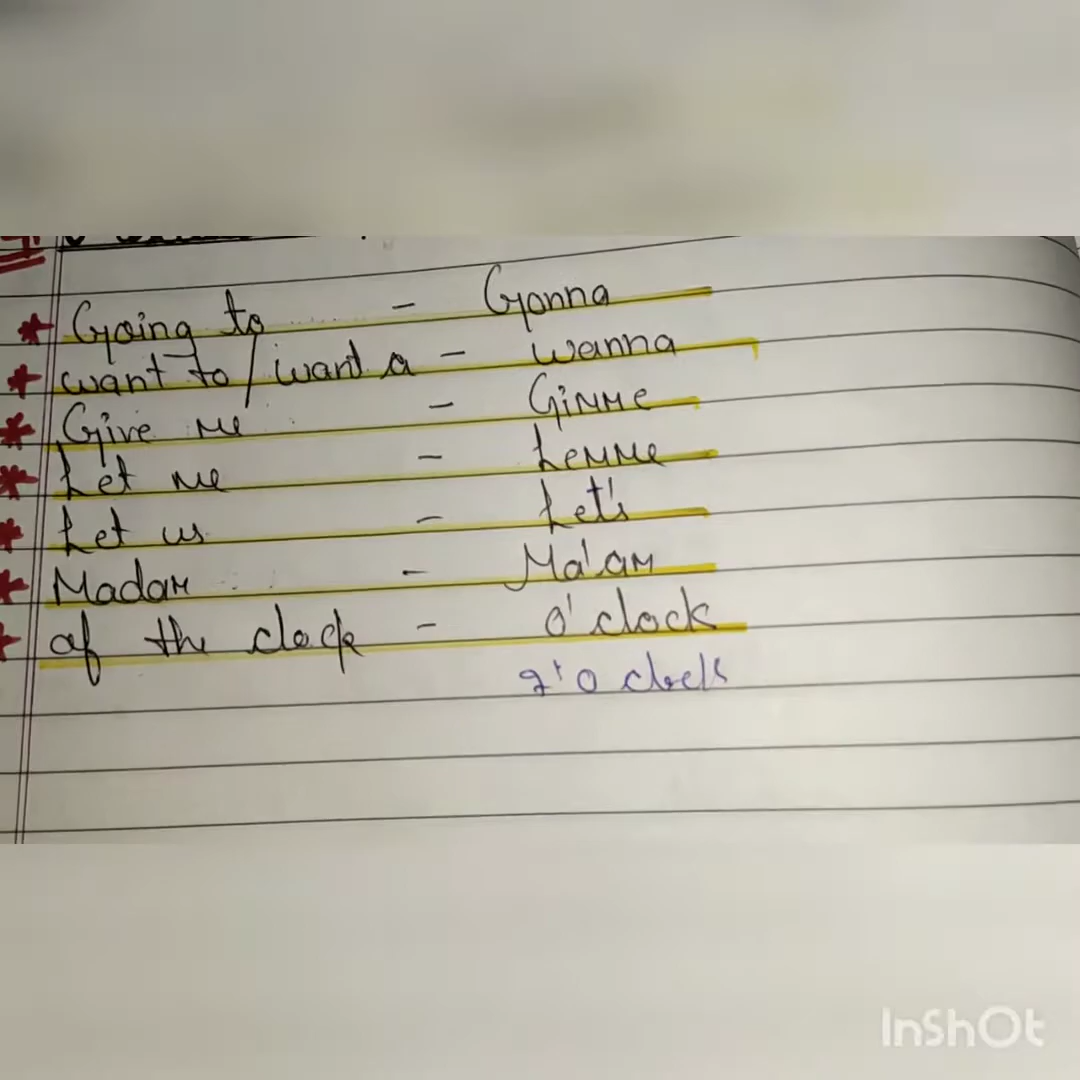 Going to - Gonna
want to / want a - wanna
Give me - Gimme
Let me - Lemme
Let us - Let's
Madam - Ma'am
of the clock - o'clock
o clock
InShOt